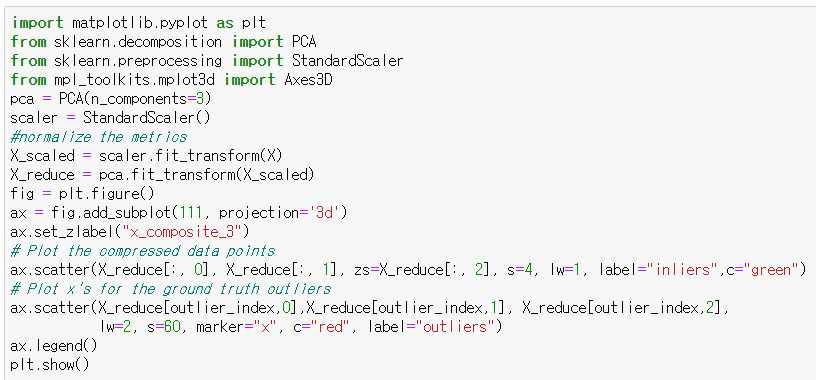 import matplotlib.pyplot as plt
from sklearn.decomposition import PCA
from sklearn.preprocessing import StandardScaler
from mpl_toolkits.mplot3d import Axes3D
pca = PCA(n_components=3)
scaler = StandardScaler()
#normalize the metrics
X_scaled = scaler.fit_transform(X)
X_reduce = pca.fit_transform(X_scaled)
fig = plt.figure()
ax = fig.add_subplot(111, projection='3d')
ax.set_zlabel("x_composite_3")
# Plot the compressed data points
ax.scatter(X_reduce[:, 0], X_reduce[:, 1], zs=X_reduce[:, 2], s=4, lw=1, label="inliers",c="green")
# Plot x's for the ground truth outliers
ax.scatter(X_reduce[outlier_index,0],X_reduce[outlier_index,1], X_reduce[outlier_index,2],
           lw=2, s=60, marker="x", c="red", label="outliers")
ax.legend()
plt.show()